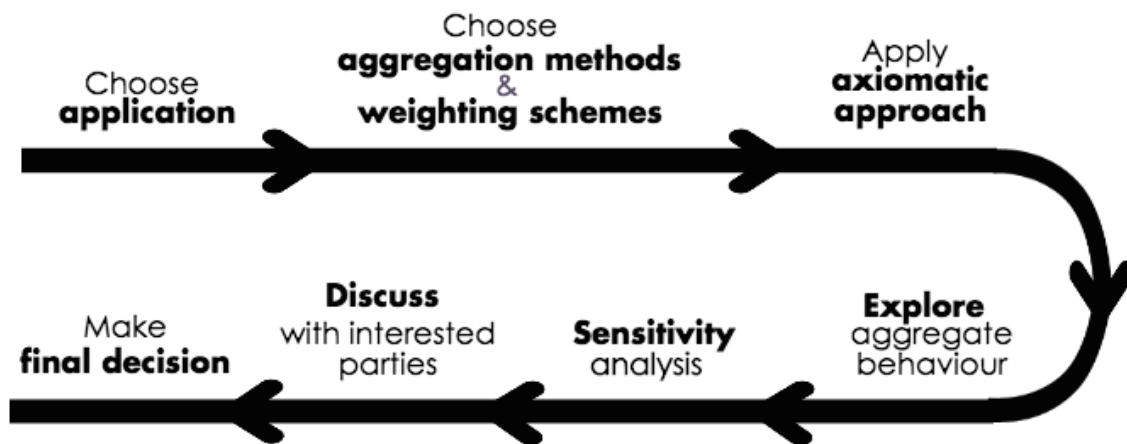 Choose
application
Choose
aggregation methods
&
weighting schemes
Apply
axiomatic
approach
Explore
aggregate
behaviour
Sensitivity
analysis
Discuss
with interested
parties
Make
final decision